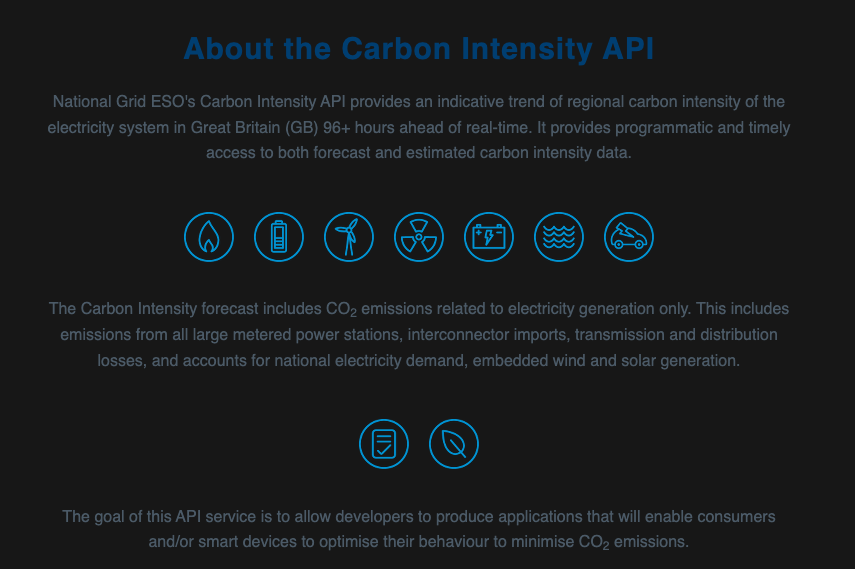 About the Carbon Intensity API
National Grid ESO's Carbon Intensity API provides an indicative trend of regional carbon intensity of the
electricity system in Great Britain (GB) 96+ hours ahead of real-time. It provides programmatic and timely
access to both forecast and estimated carbon intensity data.
The Carbon Intensity forecast includes CO₂ emissions related to electricity generation only. This includes
emissions from all large metered power stations, interconnector imports, transmission and distribution
losses, and accounts for national electricity demand, embedded wind and solar generation.
The goal of this API service is to allow developers to produce applications that will enable consumers
and/or smart devices to optimise their behaviour to minimise CO₂ emissions.